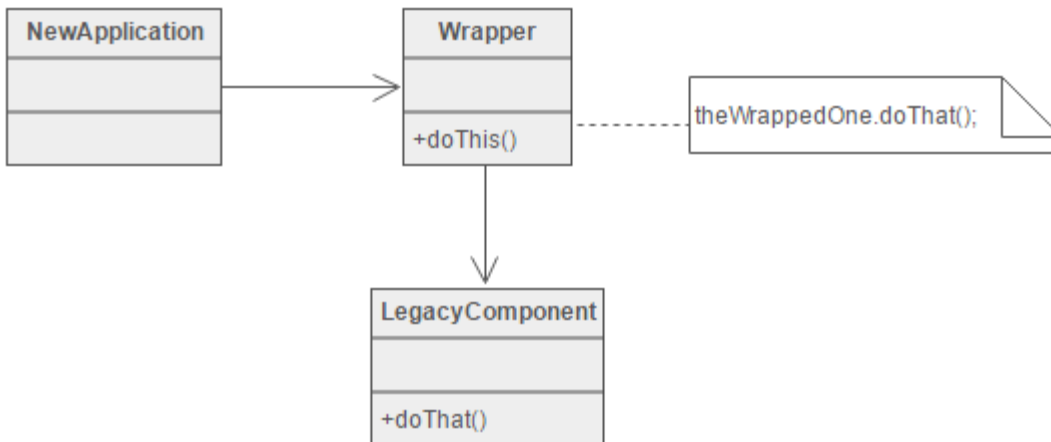 NewApplication
Wrapper
+doThis()
theWrappedOne.doThat();
LegacyComponent
+doThat()